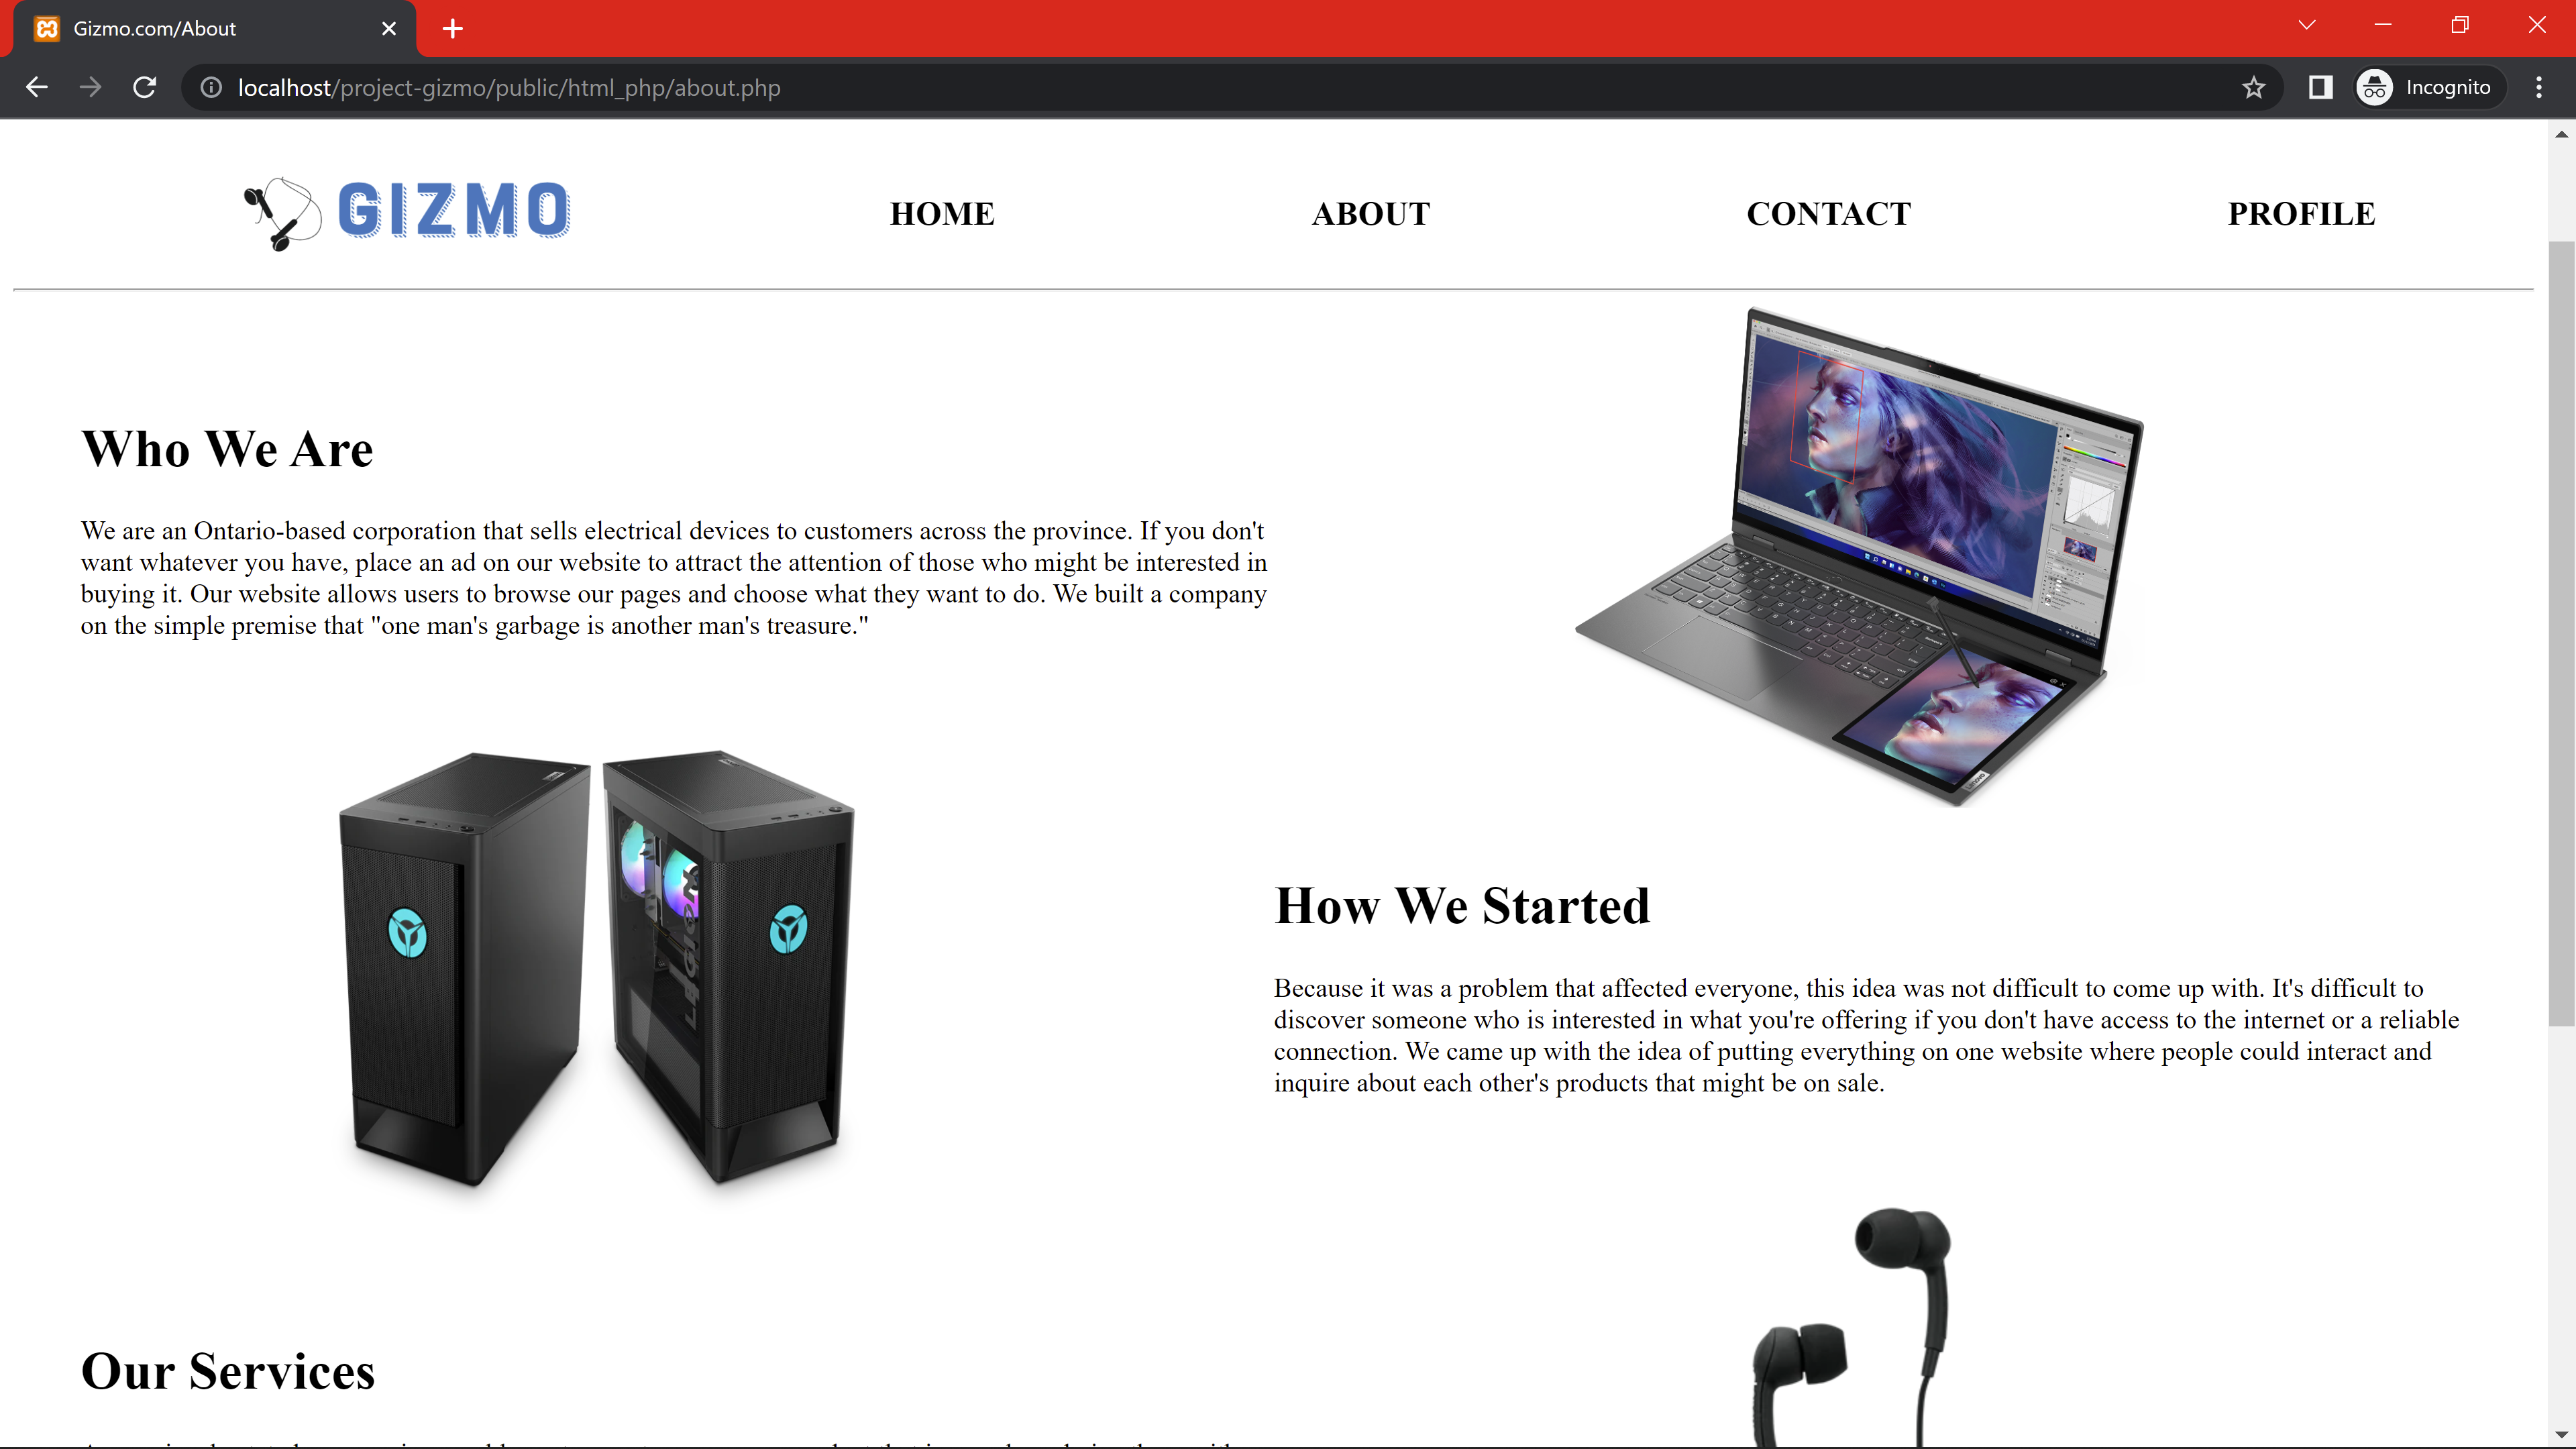 Gizmo.com/About
localhost/project-gizmo/public/html_php/about.php
Incognito
GIZMO
HOME
ABOUT
CONTACT
PROFILE
Who We Are
We are an Ontario-based corporation that sells electrical devices to customers across the province. If you don't
want whatever you have, place an ad on our website to attract the attention of those who might be interested in
buying it. Our website allows users to browse our pages and choose what they want to do. We built a company
on the simple premise that "one man's garbage is another man's treasure."
LEGION
How We Started
Because it was a problem that affected everyone, this idea was not difficult to come up with. It's difficult to
discover someone who is interested in what you're offering if you don't have access to the internet or a reliable
connection. We came up with the idea of putting everything on one website where people could interact and
inquire about each other's products that might be on sale.
Our Services